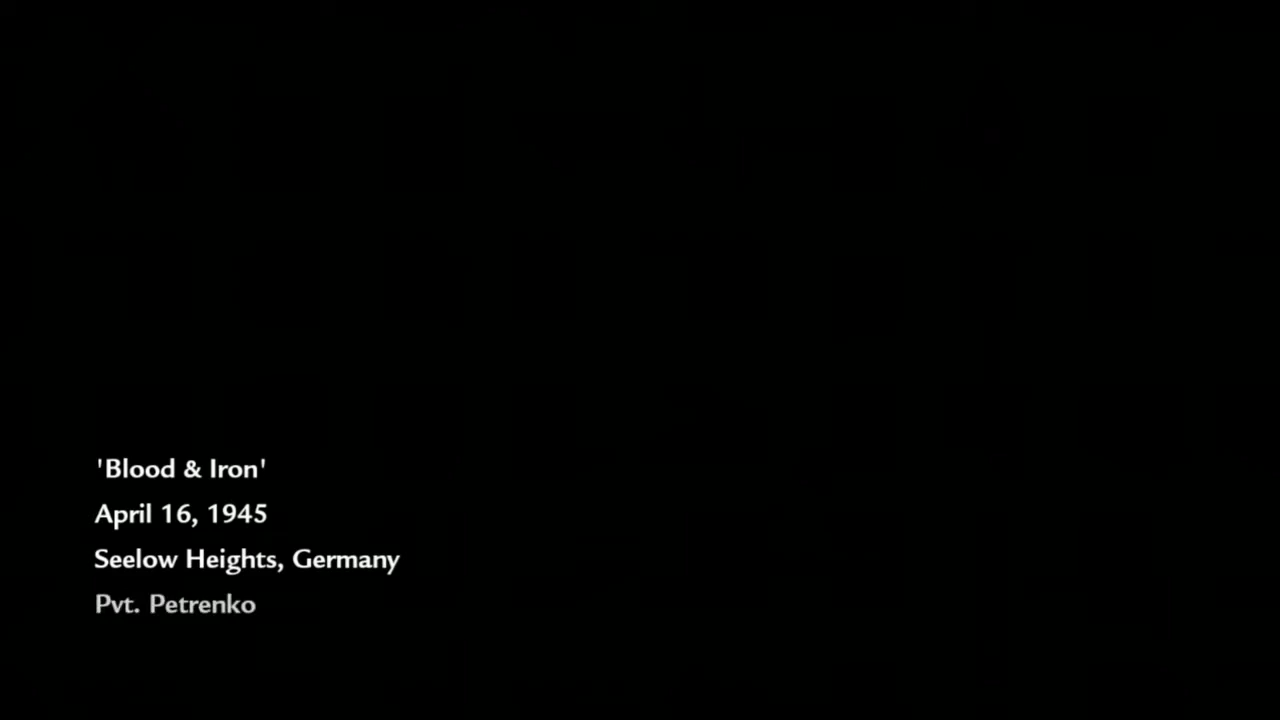 'Blood & Iron'
April 16, 1945
Seelow Heights, Germany
Pvt. Petrenko